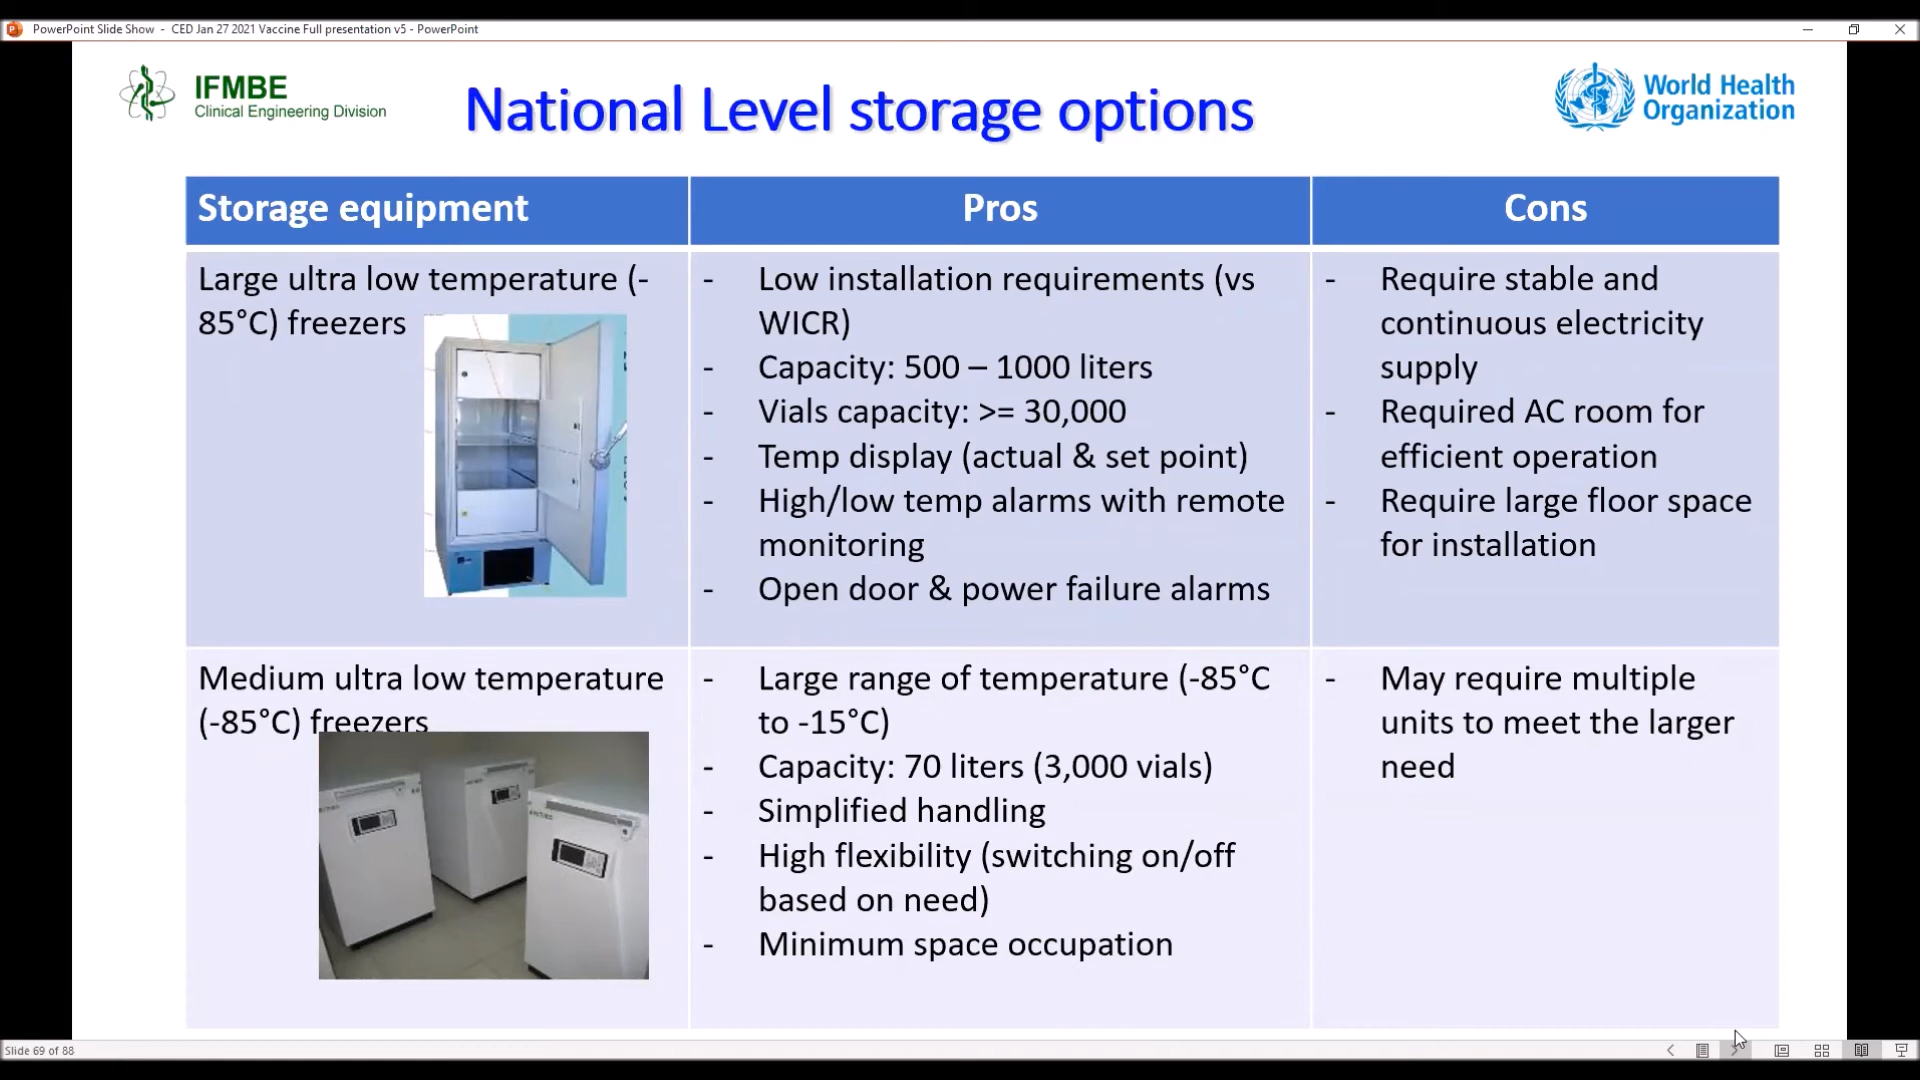 PowerPoint Slide Show - CED Jan 27 2021 Vaccine Full presentation v5 - PowerPoint
IFMBE
Clinical Engineering Division
National Level storage options
World Health
Organization
Storage equipment
Pros
Cons
Large ultra low temperature (-
85°C) freezers
- Low installation requirements (vs
WICR)
- Capacity: 500 – 1000 liters
- Vials capacity: >= 30,000
- Temp display (actual & set point)
- High/low temp alarms with remote
monitoring
- Open door & power failure alarms
- Require stable and
continuous electricity
supply
- Required AC room for
efficient operation
- Require large floor space
for installation
Medium ultra low temperature
(-85°C) freezers
- Large range of temperature (-85°C
to -15°C)
- Capacity: 70 liters (3,000 vials)
- Simplified handling
- High flexibility (switching on/off
based on need)
- Minimum space occupation
- May require multiple
units to meet the larger
need
Slide 69 of 88